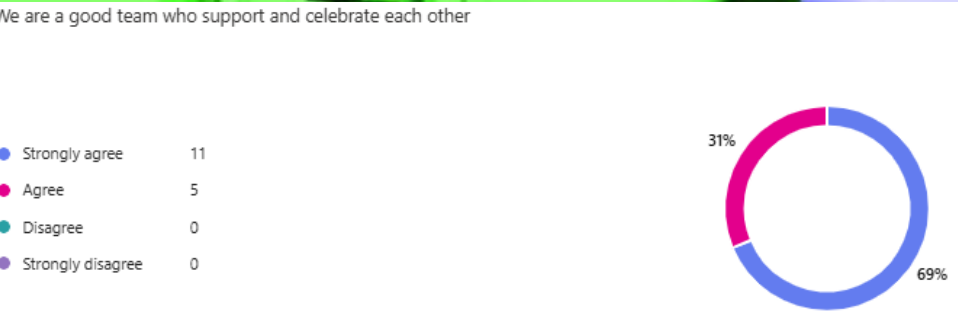 We are a good team who support and celebrate each other
Strongly agree 11
Agree 5
Disagree 0
Strongly disagree 0
31%
69%